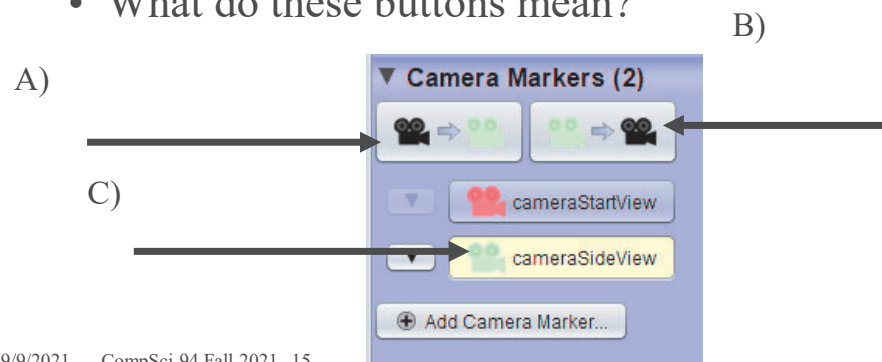 • What do these buttons mean?
B)
A)
▼ Camera Markers (2)
C)
cameraStartView
cameraSideView
Add Camera Marker...
9/9/2021 CompSci 94 Fall 2021 15